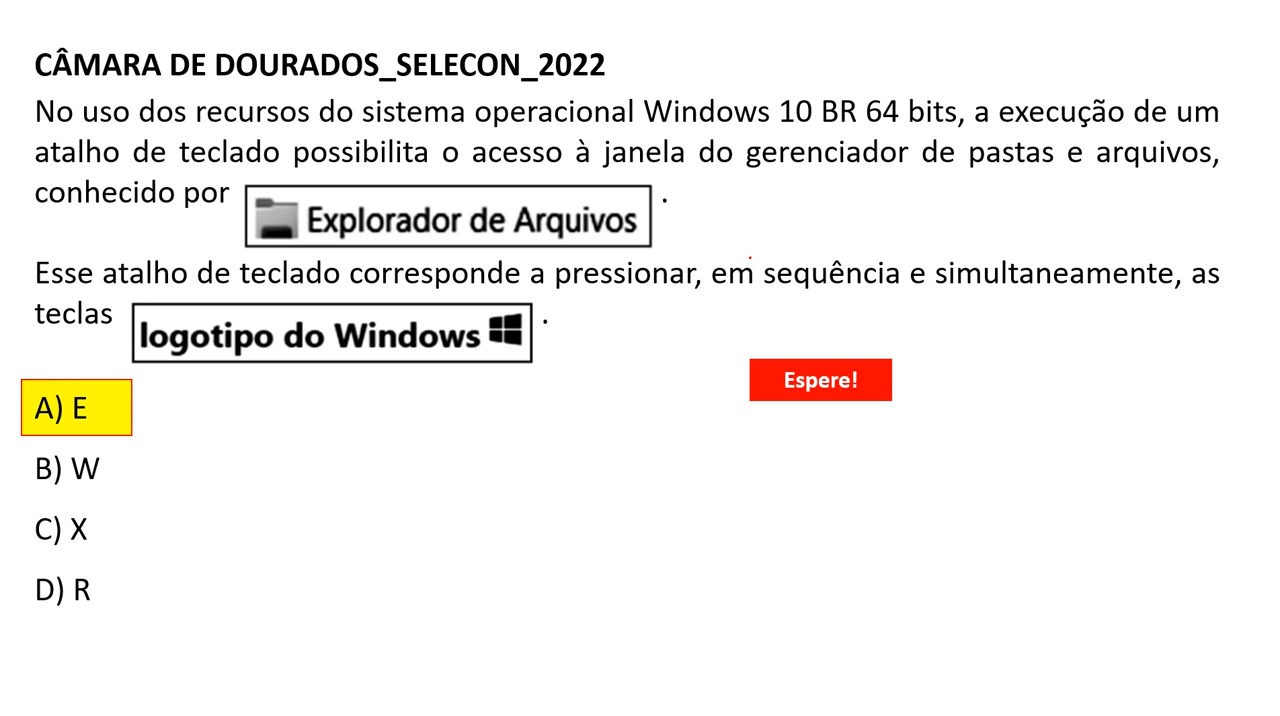 CÂMARA DE DOURADOS_SELECON_2022
No uso dos recursos do sistema operacional Windows 10 BR 64 bits, a execução de um
atalho de teclado possibilita o acesso à janela do gerenciador de pastas e arquivos,
conhecido por Explorador de Arquivos .
Esse atalho de teclado corresponde a pressionar, em sequência e simultaneamente, as
teclas logotipo do Windows .
Espere!
A) E
B) W
C) X
D) R